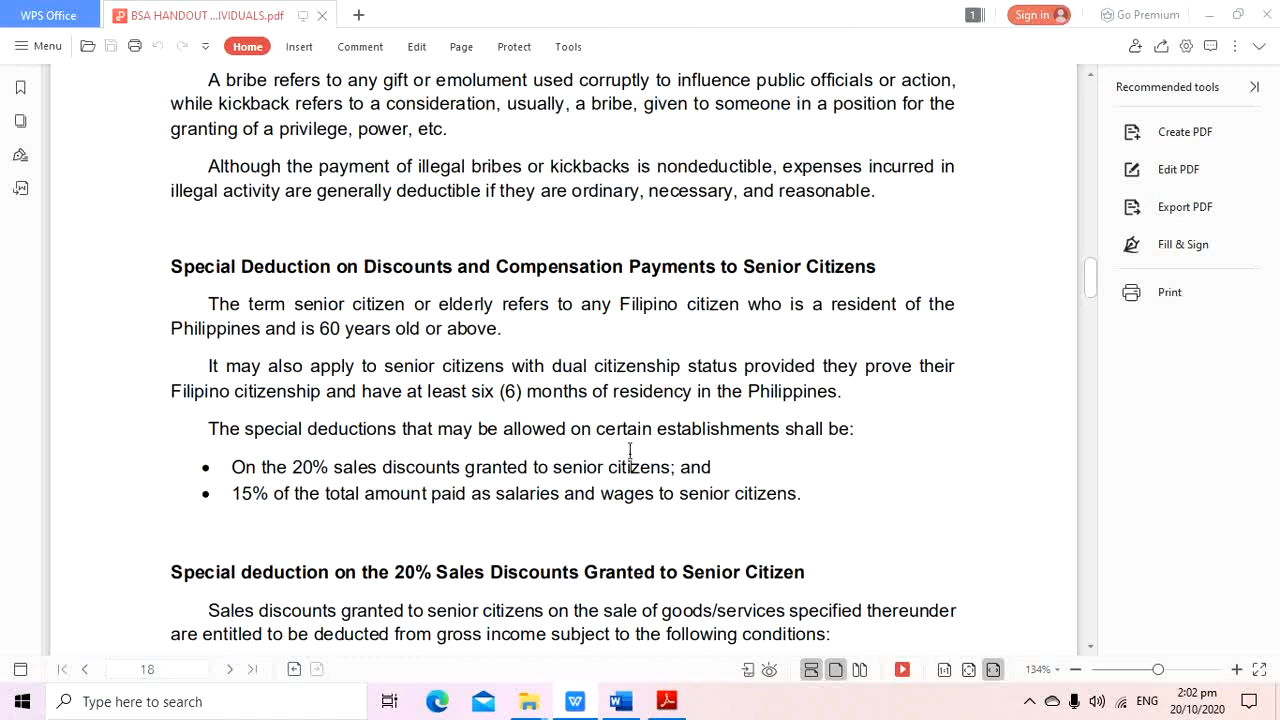 WPS Office
BSA HANDOUT ...IVIDUALS.pdf
1
Sign in
Go Premium
Menu
Home
Insert
Comment
Edit
Page
Protect
Tools
A bribe refers to any gift or emolument used corruptly to influence public officials or action,
while kickback refers to a consideration, usually, a bribe, given to someone in a position for the
granting of a privilege, power, etc.
Although the payment of illegal bribes or kickbacks is nondeductible, expenses incurred in
illegal activity are generally deductible if they are ordinary, necessary, and reasonable.
Special Deduction on Discounts and Compensation Payments to Senior Citizens
The term senior citizen or elderly refers to any Filipino citizen who is a resident of the
Philippines and is 60 years old or above.
It may also apply to senior citizens with dual citizenship status provided they prove their
Filipino citizenship and have at least six (6) months of residency in the Philippines.
The special deductions that may be allowed on certain establishments shall be:
• On the 20% sales discounts granted to senior citizens; and
• 15% of the total amount paid as salaries and wages to senior citizens.
Special deduction on the 20% Sales Discounts Granted to Senior Citizen
Sales discounts granted to senior citizens on the sale of goods/services specified thereunder
are entitled to be deducted from gross income subject to the following conditions:
Recommended tools
Create PDF
Edit PDF
Export PDF
Fill & Sign
Print
18
134%
Type here to search
ENG
2:02 pm
20/10/2020